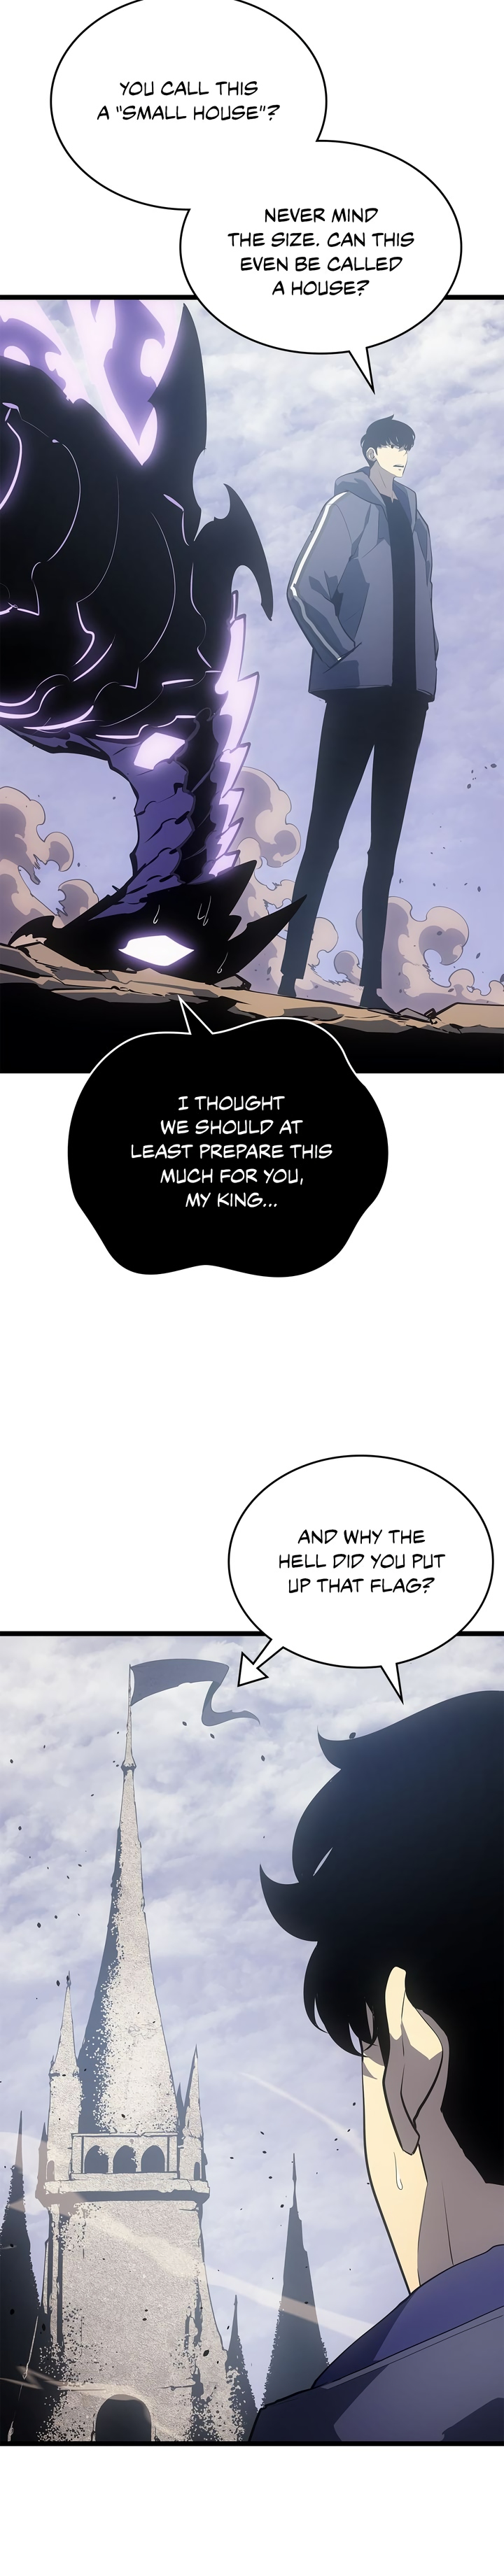 YOU CALL THIS
A "SMALL HOUSE"?
NEVER MIND
THE SIZE. CAN THIS
EVEN BE CALLED
A HOUSE?
I THOUGHT
WE SHOULD AT
LEAST PREPARE THIS
MUCH FOR YOU,
MY KING...
AND WHY THE
HELL DID YOU PUT
UP THAT FLAG?